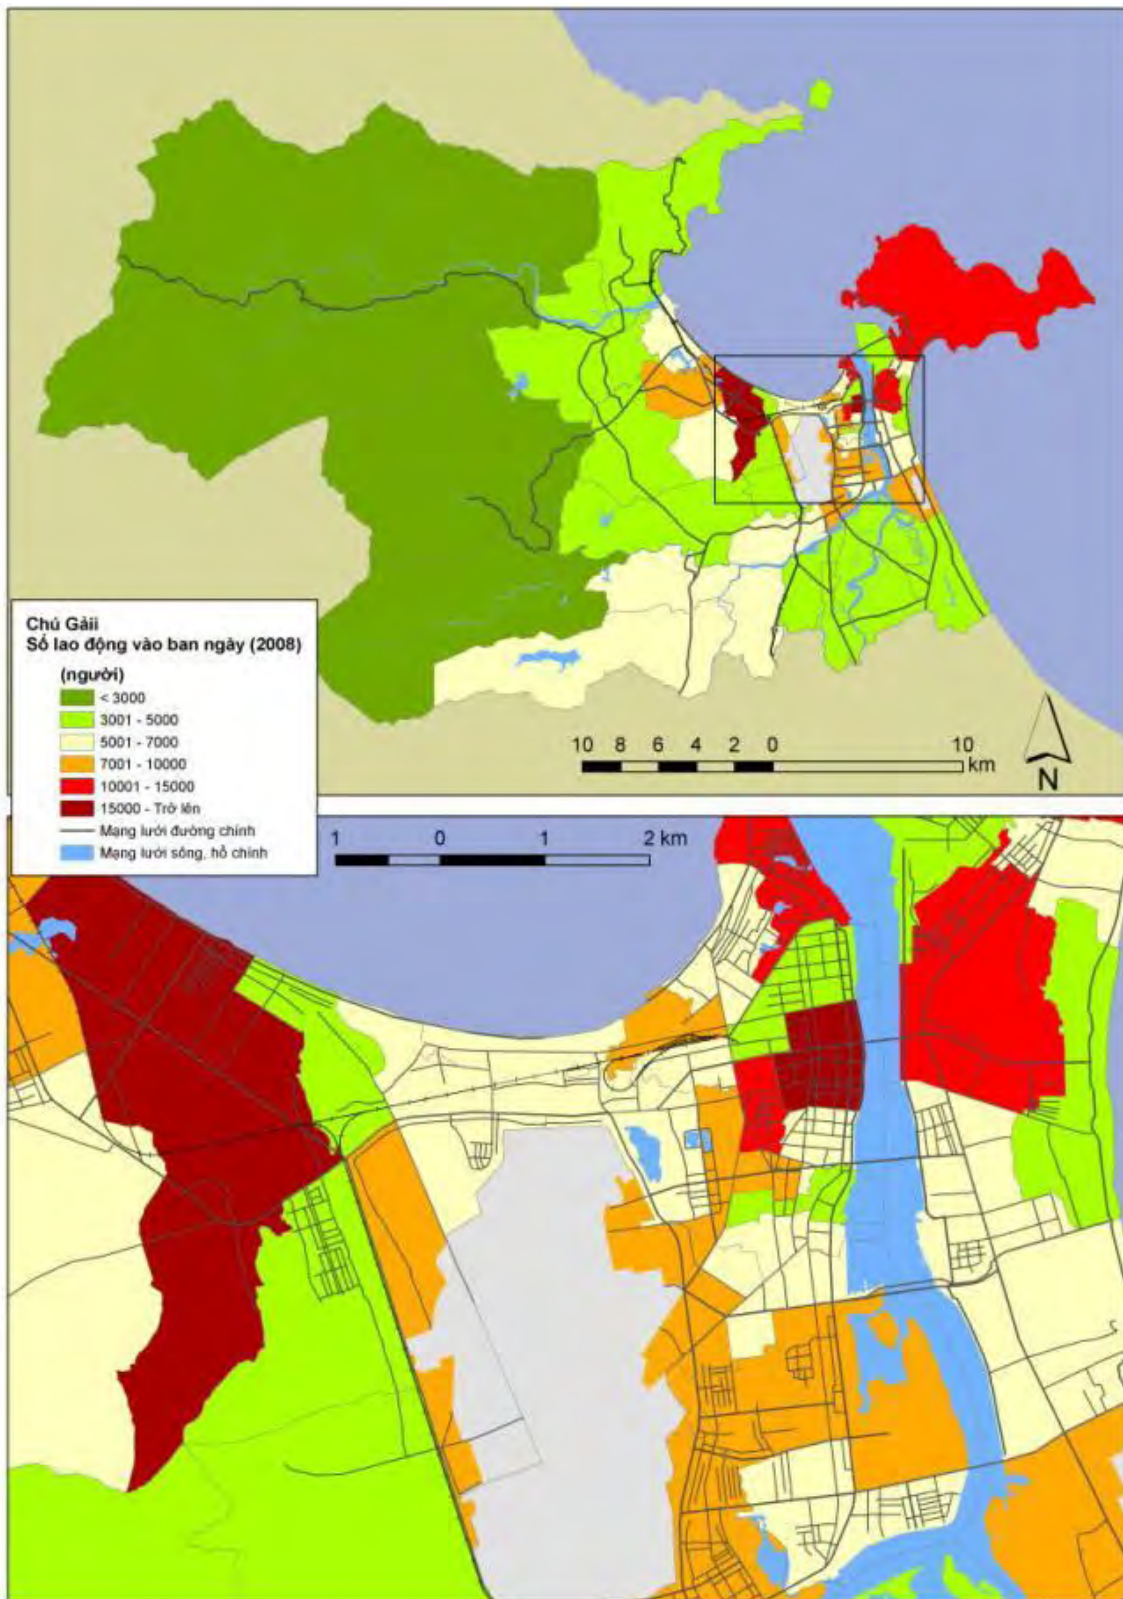 Chú Gảii
Số lao động vào ban ngày (2008)
(người)
< 3000
3001 - 5000
5001 - 7000
7001 - 10000
10001 - 15000
15000 - Trở lên
Mạng lưới đường chính
Mạng lưới sông, hồ chính
10 8 6 4 2 0 10
km
N
1 0 1 2 km